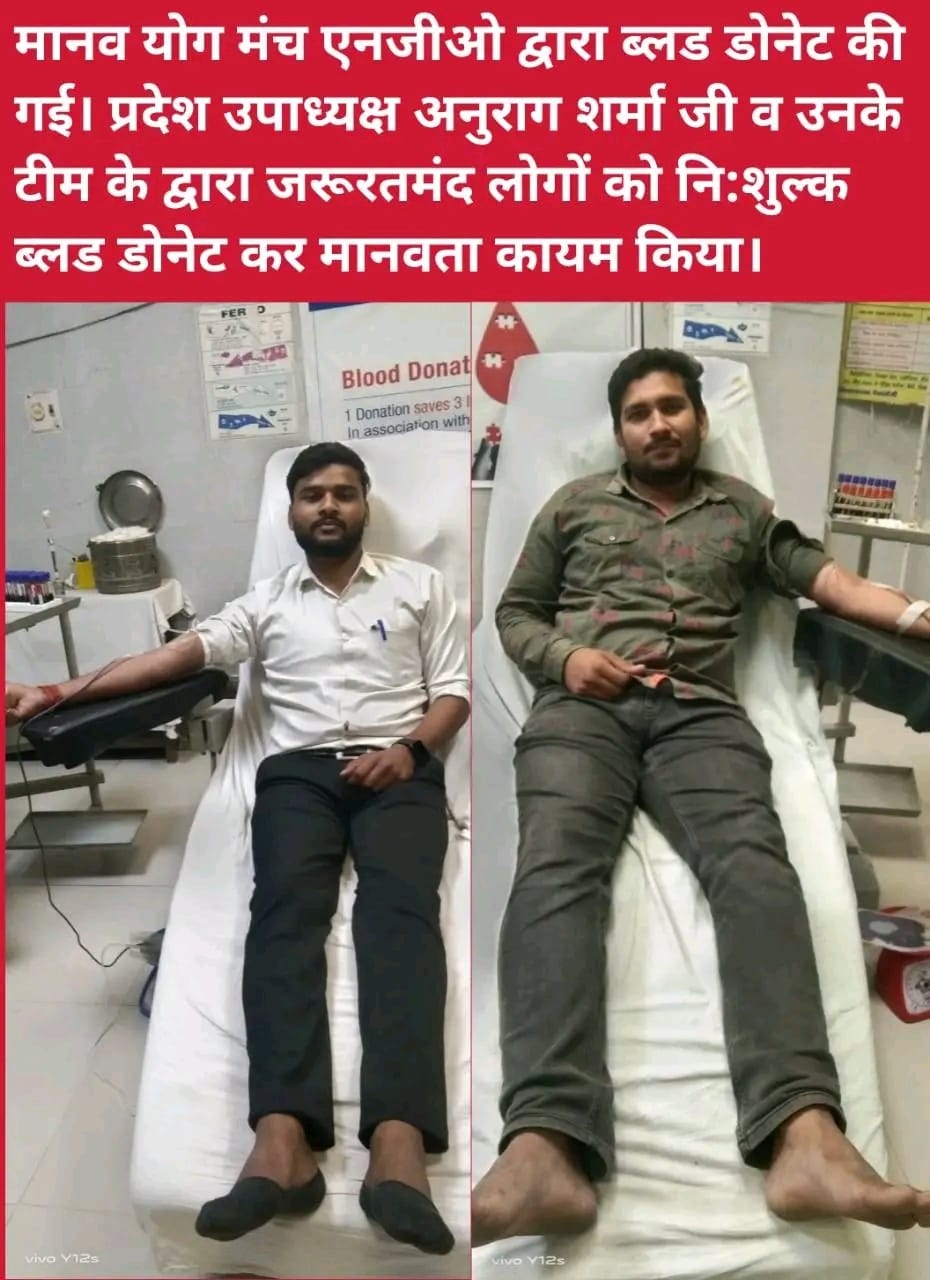 मानव योग मंच एनजीओ द्वारा ब्लड डोनेट की
गई। प्रदेश उपाध्यक्ष अनुराग शर्मा जी व उनके
टीम के द्वारा जरूरतमंद लोगों को नि:शुल्क
ब्लड डोनेट कर मानवता कायम किया।
Blood Donat
1 Donation saves 3
In association with
vivo Y12s
vivo Y12s